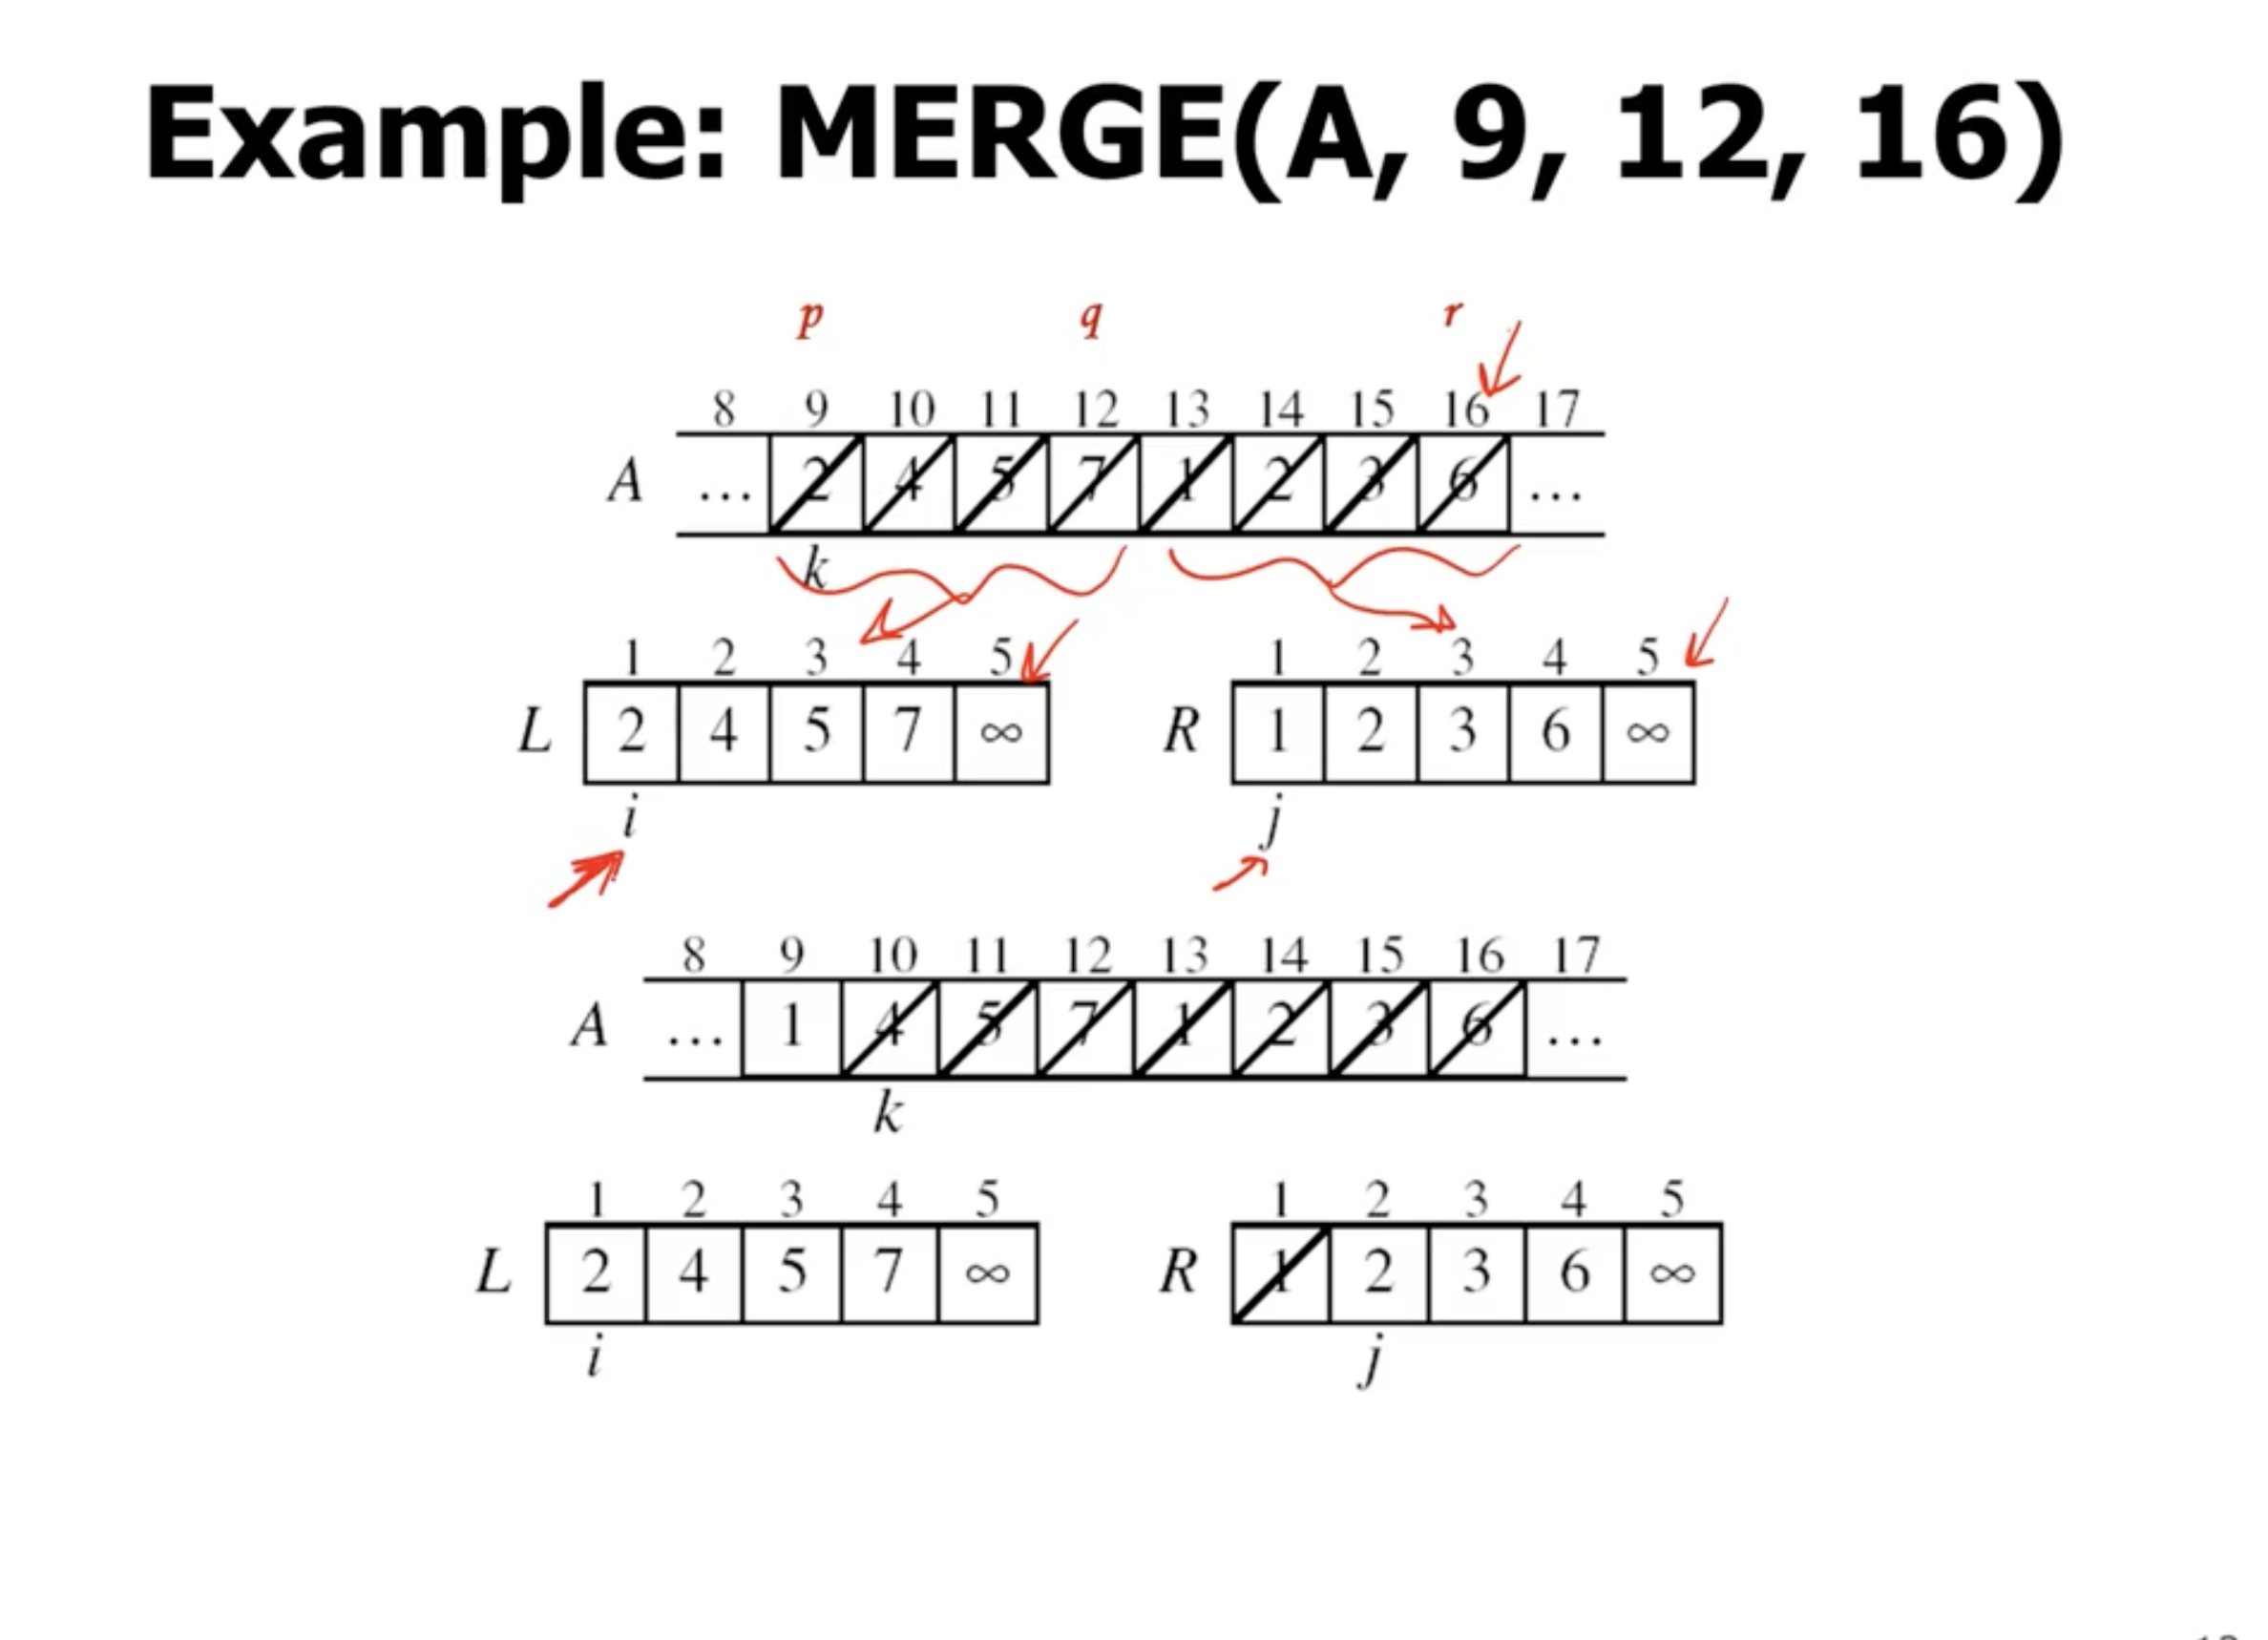 Example: MERGE(A, 9, 12, 16)
p q r
8 9 10 11 12 13 14 15 16 17
A … 2 4 5 7 1 2 3 6 …
k
1 2 3 4 5 1 2 3 4 5
L 2 4 5 7 ∞ R 1 2 3 6 ∞
i j
8 9 10 11 12 13 14 15 16 17
A … 1 4 5 7 1 2 3 6 …
k
1 2 3 4 5 1 2 3 4 5
L 2 4 5 7 ∞ R 1 2 3 6 ∞
i j